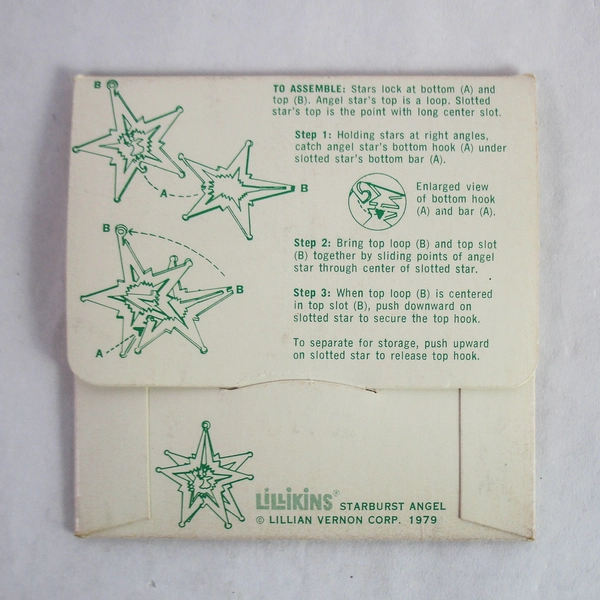 B
TO ASSEMBLE: Stars lock at bottom (A) and
top (B). Angel star's top is a loop. Slotted
star's top is the point with long center slot.
Step 1: Holding stars at right angles,
catch angel star's bottom hook (A) under
slotted star's bottom bar (A).
A
B
Enlarged view
of bottom hook
(A) and bar (A).
B
Step 2: Bring top loop (B) and top slot
(B) together by sliding points of angel
star through center of slotted star.
B
Step 3: When top loop (B) is centered
in top slot (B), push downward on
slotted star to secure the top hook.
A
To separate for storage, push upward
on slotted star to release top hook.
LILLIKINS® STARBURST ANGEL
© LILLIAN VERNON CORP. 1979